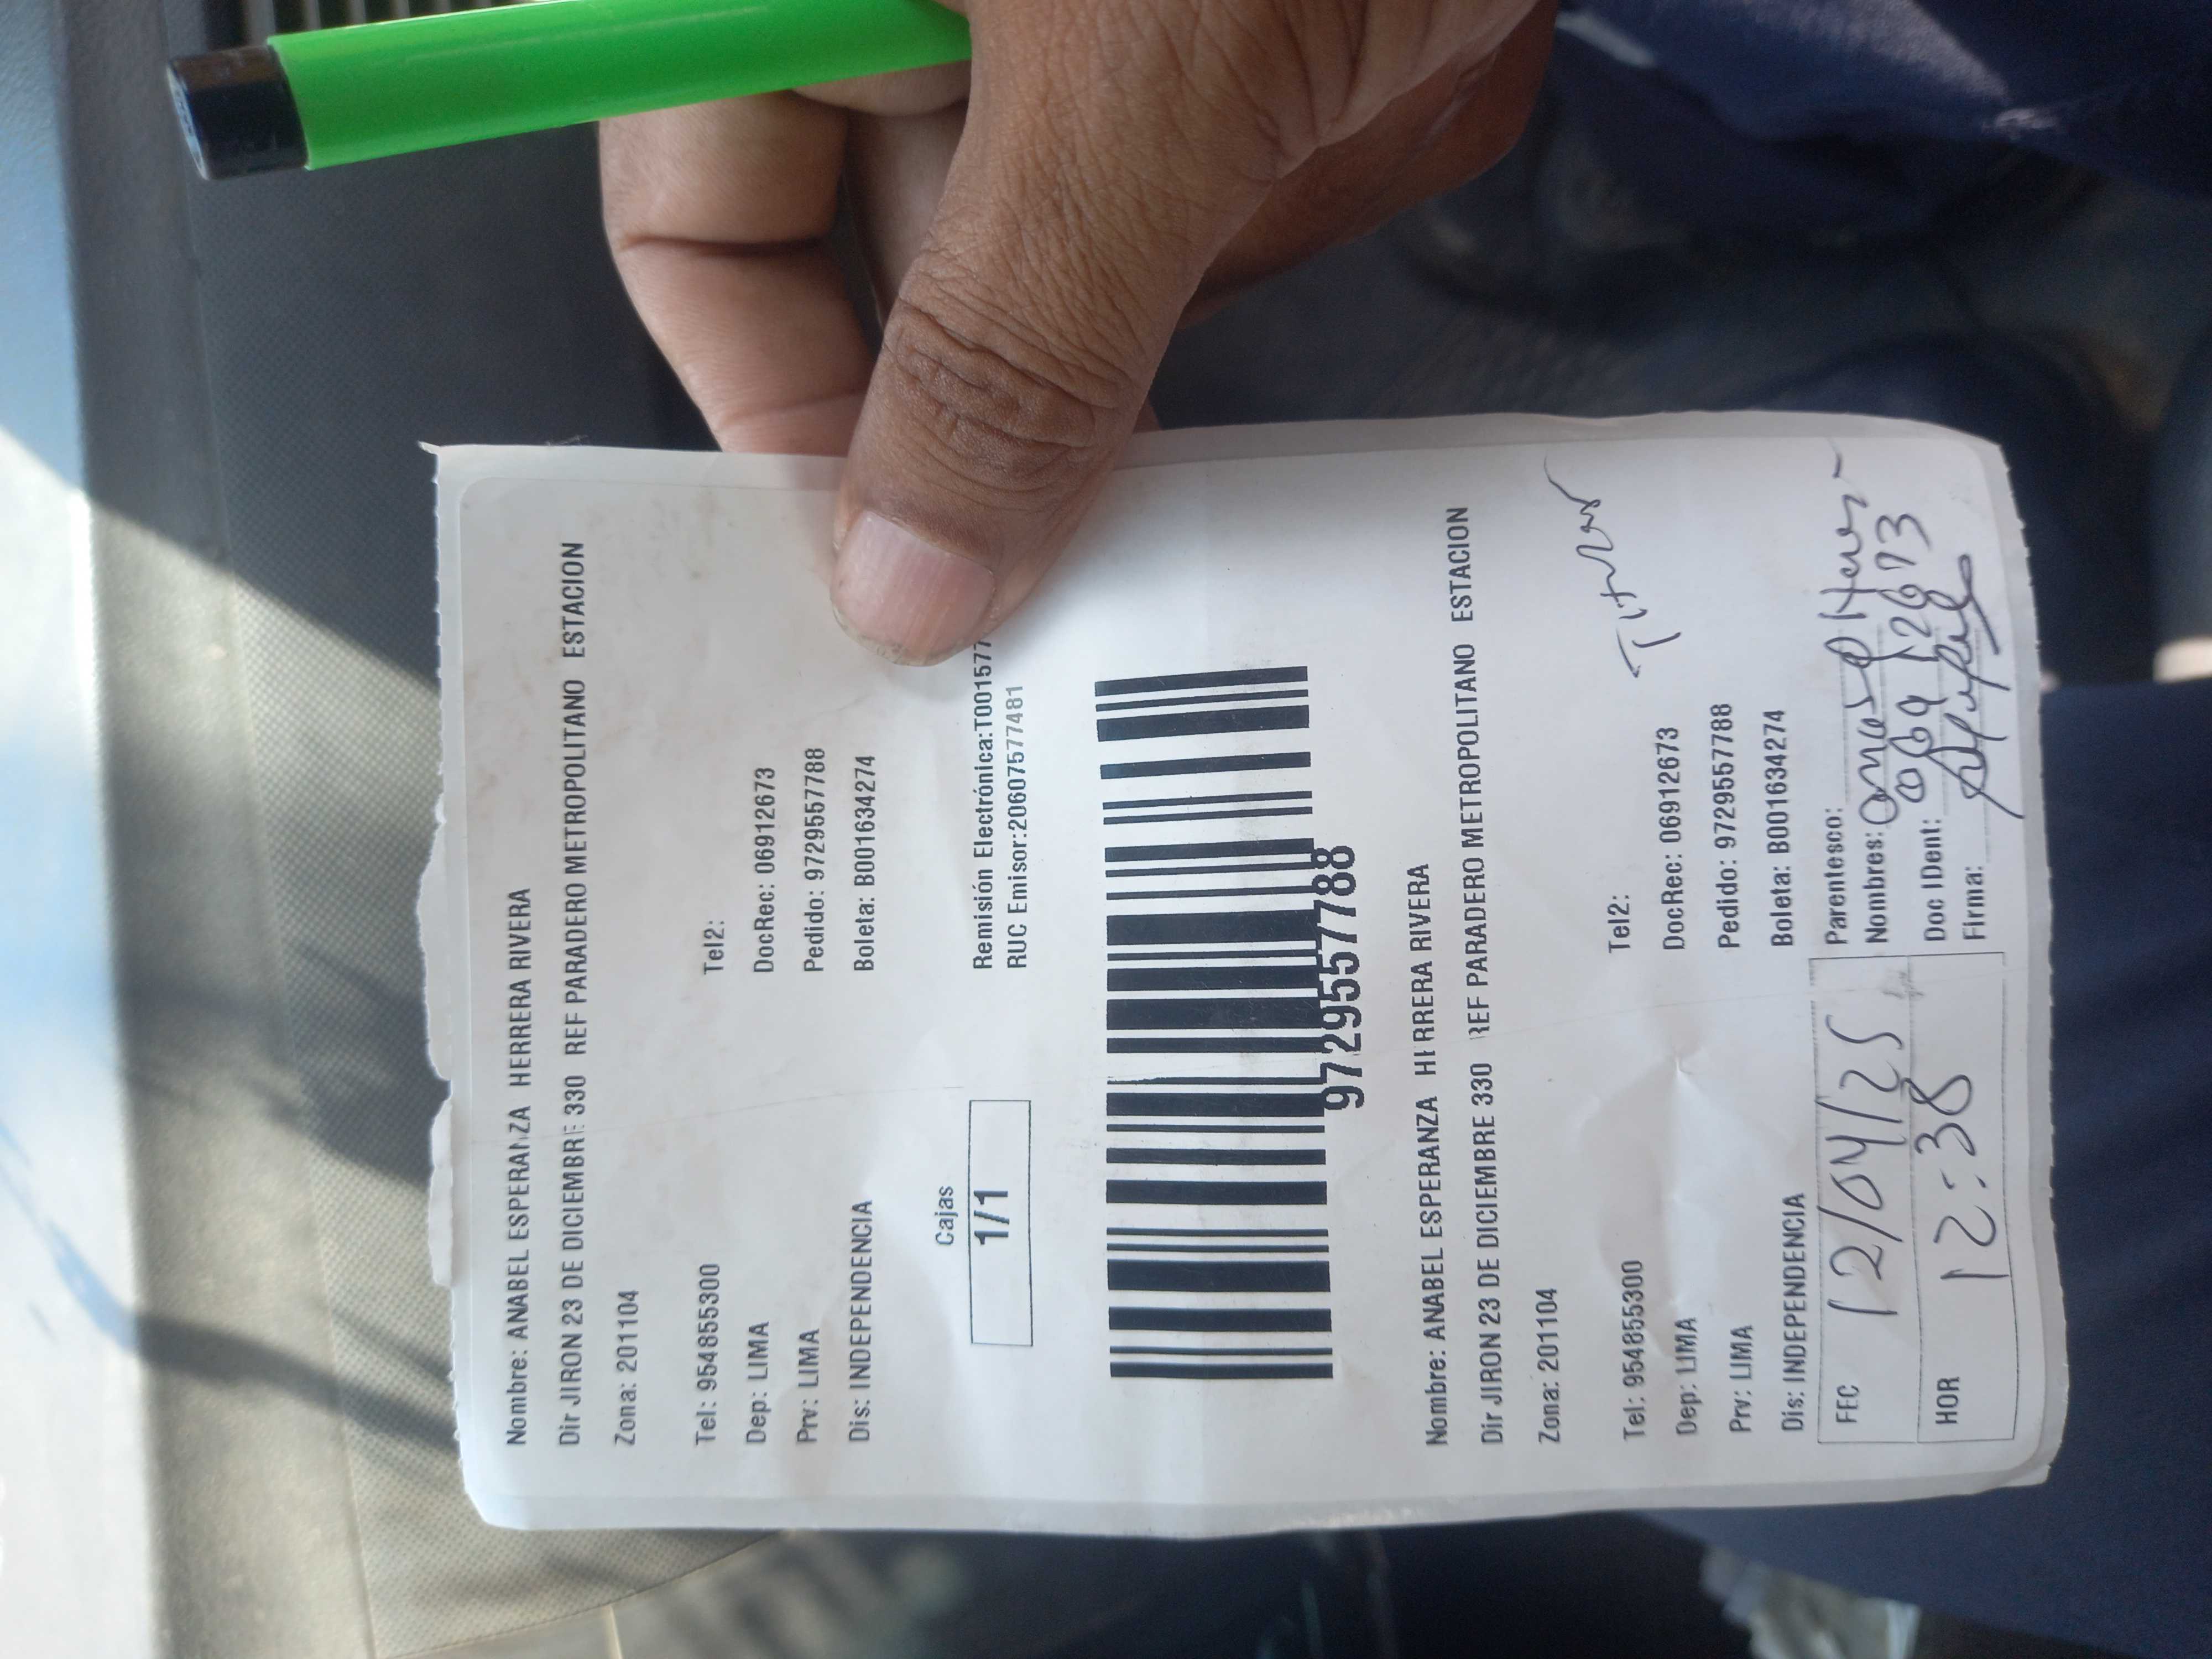 Nombre: ANABEL ESPERANZA HERRERA RIVERA
Dir JIRON 23 DE DICIEMBRE 330 REF PARADERO METROPOLITANO ESTACION
Zona: 201104
Tel: 954855300 Tel2:
Dep: LIMA DocRec: 06912673
Prv: LIMA Pedido: 9729557788
Dis: INDEPENDENCIA Boleta: B001634274
Cajas
1/1
Remisión Electrónica:T001577
RUC Emisor:20607577481
9729557788
Nombre: ANABEL ESPERANZA HERRERA RIVERA
Dir JIRON 23 DE DICIEMBRE 330 REF PARADERO METROPOLITANO ESTACION
Zona: 201104
Titular
Tel: 954855300 Tel2:
Dep: LIMA DocRec: 06912673
Prv: LIMA Pedido: 9729557788
Dis: INDEPENDENCIA Boleta: B001634274
FEC 12/04/25
HOR 12:38
Parentesco:
Nombres:
Doc IDent: 06912673
Firma: